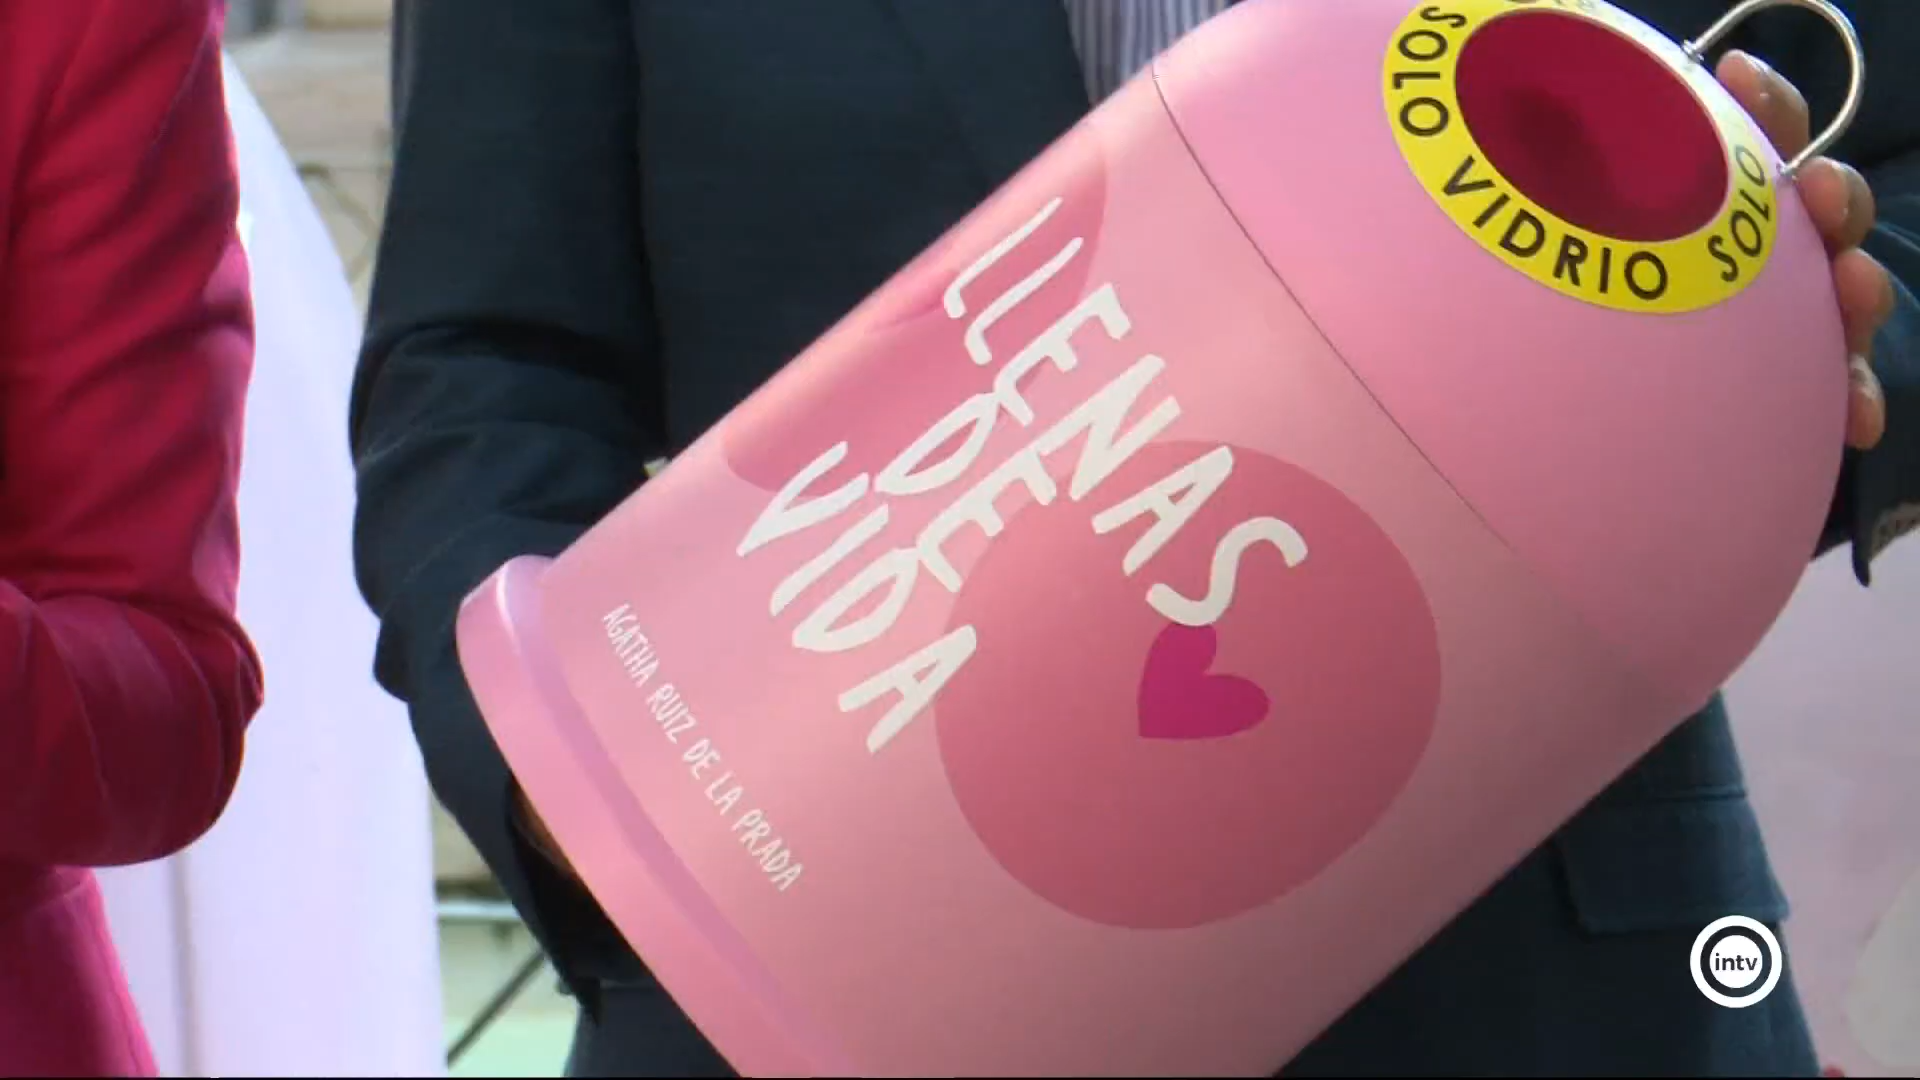 SOLO VIDRIO SOLO
LLENAS
DE
VIDA
AGATHA RUIZ DE LA PRADA
intv